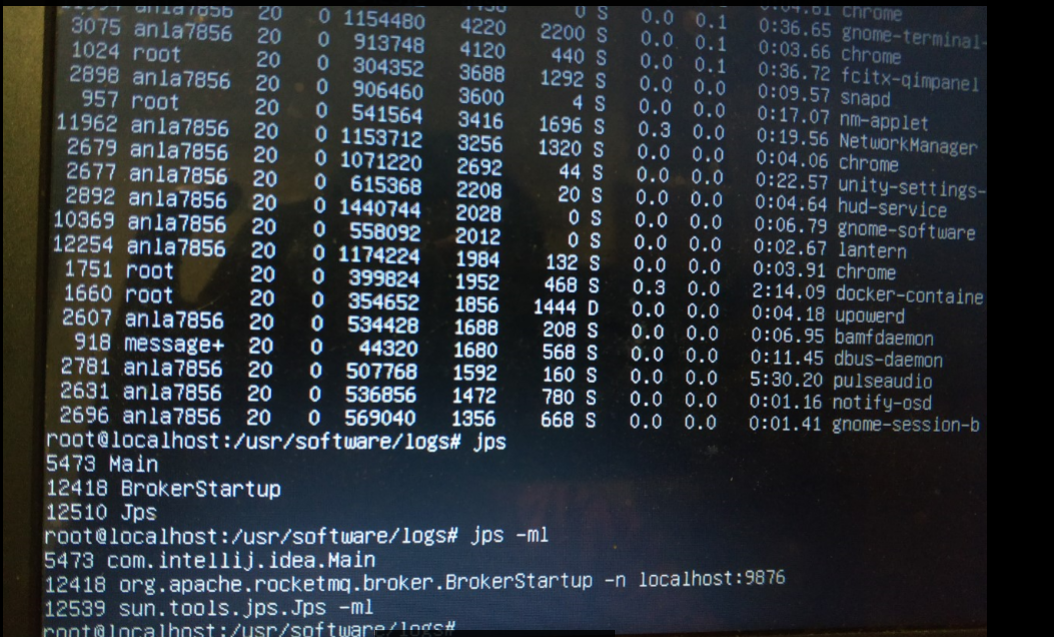 chrome
0.0 0.1 0:36.65 gnome-terminal-
anla7856 20 0 1154480 4220 2200 S 0.0 0.1 0:03.66 chrome
3075 anla7856 20 0 913748 4120 440 S 0.0 0.1 0:36.72 fcitx-qimpanel
1024 root 20 0 304352 3688 1292 S 0.0 0.0 0:09.57 snapd
2898 anla7856 20 0 906460 3600 4 S 0.0 0.0 0:17.07 nm-applet
957 root 20 0 541564 3416 1696 S 0.3 0.0 0:19.56 NetworkManager
11962 anla7856 20 0 1153712 3256 1320 S 0.0 0.0 0:04.06 chrome
2679 anla7856 20 0 1071220 2692 44 S 0.0 0.0 0:22.57 unity-settings-
2677 anla7856 20 0 615368 2208 20 S 0.0 0.0 0:04.64 hud-service
2892 anla7856 20 0 1440744 2028 0 S 0.0 0.0 0:06.79 gnome-software
10369 anla7856 20 0 558092 2012 0 S 0.0 0.0 0:02.67 lantern
12254 anla7856 20 0 1174224 1984 132 S 0.0 0.0 0:03.91 chrome
1751 root 20 0 399824 1952 468 S 0.3 0.0 2:14.09 docker-containe
1660 root 20 0 354652 1856 1444 D 0.0 0.0 0:04.18 upowerd
2607 anla7856 20 0 534428 1688 208 S 0.0 0.0 0:06.95 bamfdaemon
918 message+ 20 0 44320 1680 568 S 0.0 0.0 0:11.45 dbus-daemon
2781 anla7856 20 0 507768 1592 160 S 0.0 0.0 5:30.20 pulseaudio
2631 anla7856 20 0 536856 1472 780 S 0.0 0.0 0:01.16 notify-osd
2696 anla7856 20 0 569040 1356 668 S 0.0 0.0 0:01.41 gnome-session-b
root@localhost:/usr/software/logs# jps
5473 Main
12418 BrokerStartup
12510 Jps
root@localhost:/usr/software/logs# jps -ml
5473 com.intellij.idea.Main
12418 org.apache.rocketmq.broker.BrokerStartup -n localhost:9876
12539 sun.tools.jps.Jps -ml
root@localhost:/usr/software/logs#